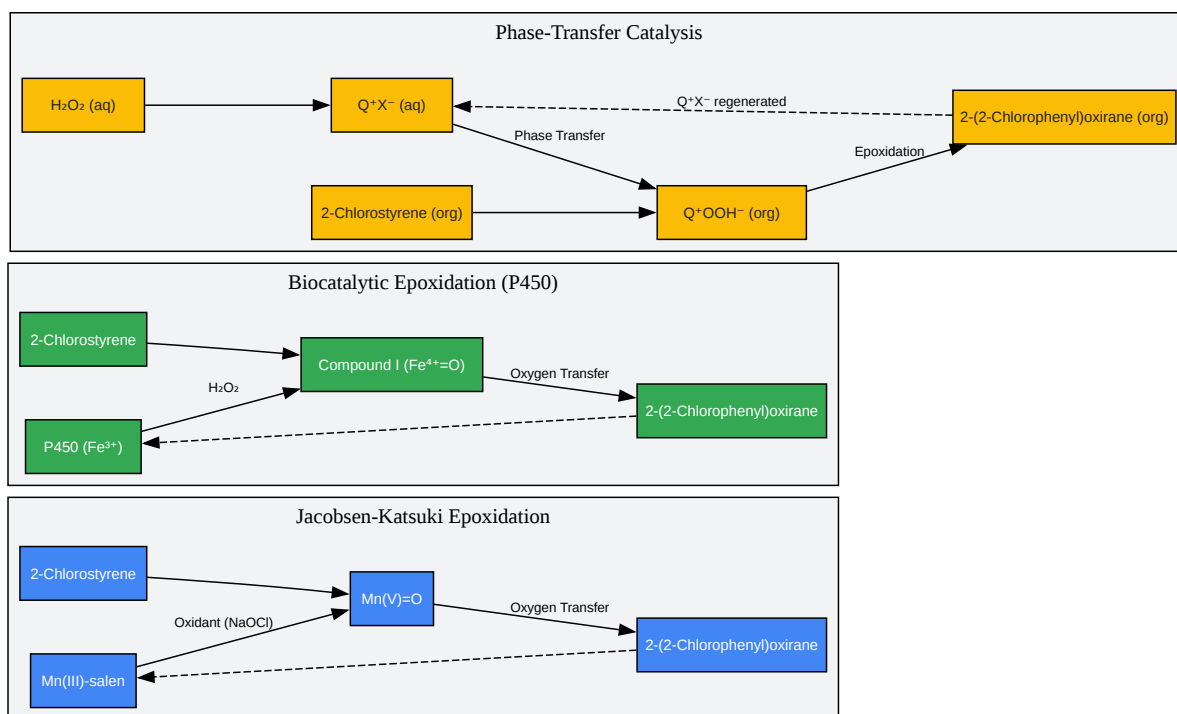 Phase-Transfer Catalysis
H₂O₂ (aq)
Q⁺X⁻ (aq)
Q⁺X⁻ regenerated
2-(2-Chlorophenyl)oxirane (org)
Phase Transfer
Epoxidation
2-Chlorostyrene (org)
Q⁺OOH⁻ (org)
Biocatalytic Epoxidation (P450)
2-Chlorostyrene
Compound I (Fe⁴⁺=O)
Oxygen Transfer
H₂O₂
2-(2-Chlorophenyl)oxirane
P450 (Fe³⁺)
Jacobsen-Katsuki Epoxidation
2-Chlorostyrene
Mn(V)=O
Oxygen Transfer
Oxidant (NaOCl)
2-(2-Chlorophenyl)oxirane
Mn(III)-salen